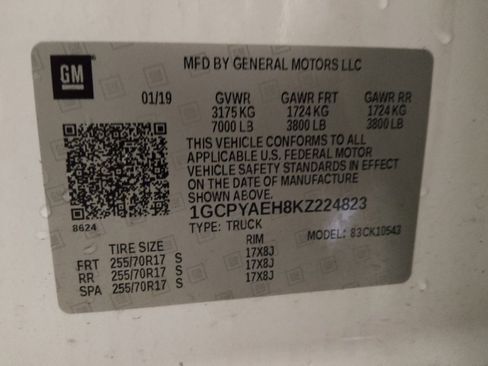 GM
MFD BY GENERAL MOTORS LLC
01/19 GVWR GAWR FRT GAWR RR
3175 KG 1724 KG 1724 KG
7000 LB 3800 LB 3800 LB
THIS VEHICLE CONFORMS TO ALL
APPLICABLE U.S. FEDERAL MOTOR
VEHICLE SAFETY STANDARDS IN EFFECT
ON THE DATE OF MANUFACTURE
SHOWN ABOVE.
8624
1GCPYAEH8KZ224823
TYPE: TRUCK MODEL: 83CK10543
TIRE SIZE RIM
FRT 255/70R17 S 17X8J
RR 255/70R17 S 17X8J
SPA 255/70R17 S 17X8J